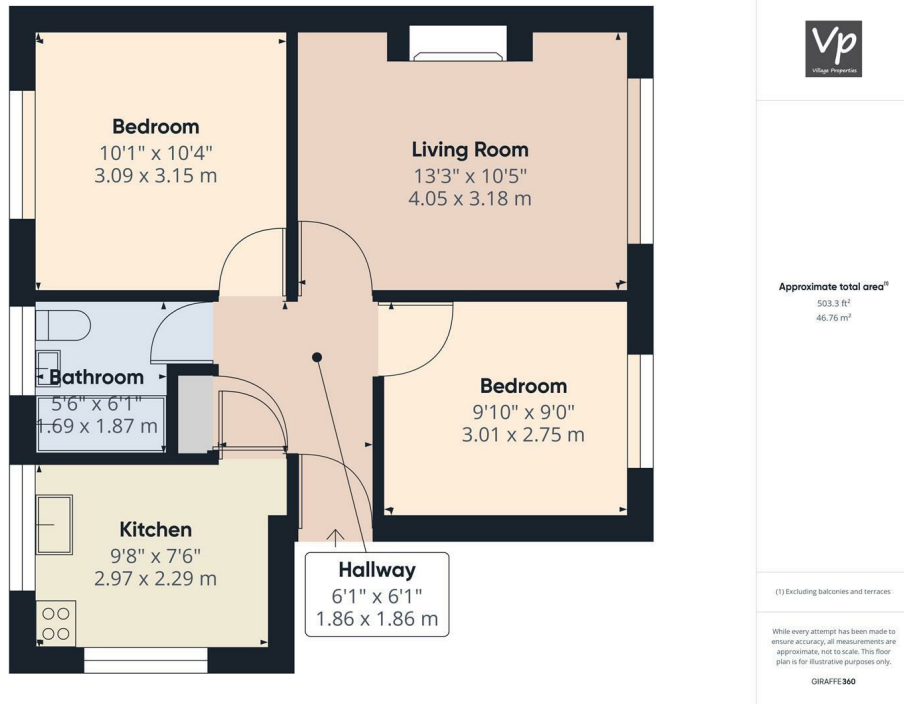 Bedroom
10'1" x 10'4"
3.09 x 3.15 m
Living Room
13'3" x 10'5"
4.05 x 3.18 m
Bathroom
5'6" x 6'1"
1.69 x 1.87 m
Bedroom
9'10" x 9'0"
3.01 x 2.75 m
Kitchen
9'8" x 7'6"
2.97 x 2.29 m
Hallway
6'1" x 6'1"
1.86 x 1.86 m
Vp
Village Properties
Approximate total area(1)
503.3 ft²
46.76 m²
(1) Excluding balconies and terraces
While every attempt has been made to
ensure accuracy, all measurements are
approximate, not to scale. This floor
plan is for illustrative purposes only.
GIRAFFE360